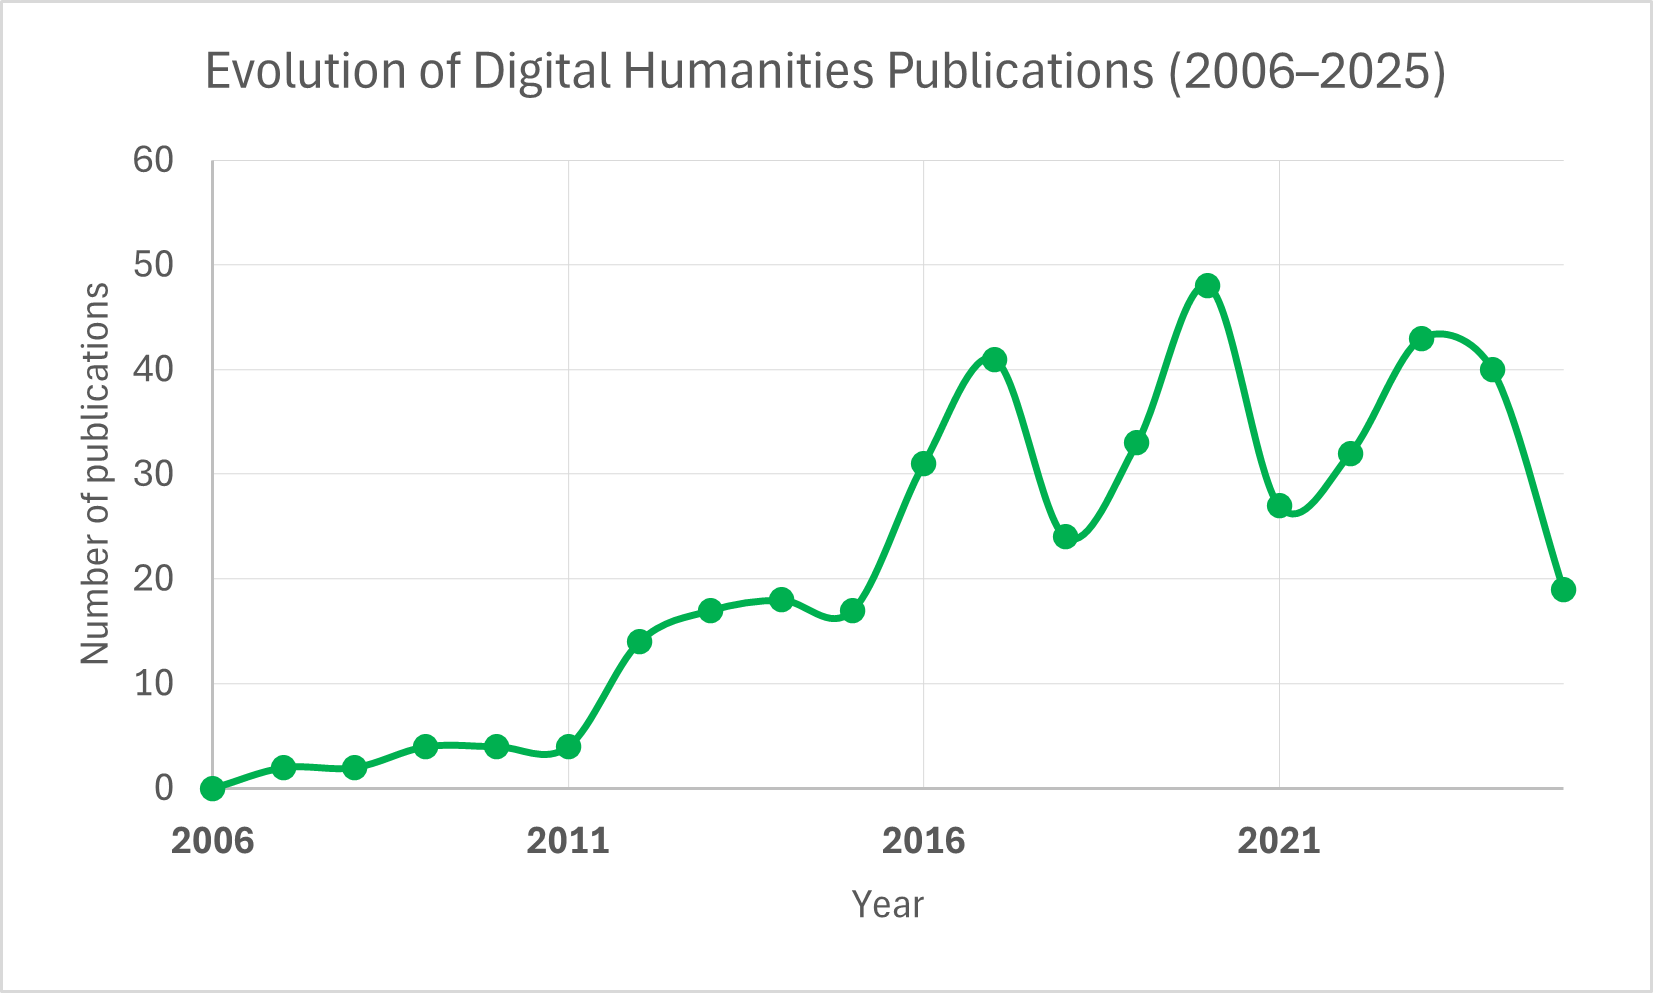 Evolution of Digital Humanities Publications (2006–2025)
60
50
40
30
20
10
0
Number of publications
2006 2011 2016 2021
Year